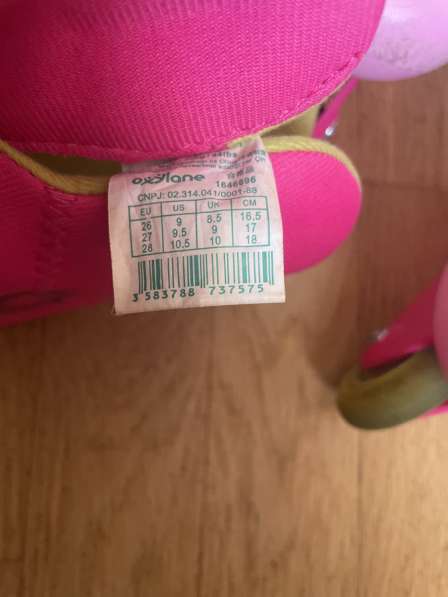 oxylane
1646696
CNPJ: 02.314.041/0001-88
EU US UK CM
26 9 8.5 16.5
27 9.5 9 17
28 10.5 10 18
3 583788 737575